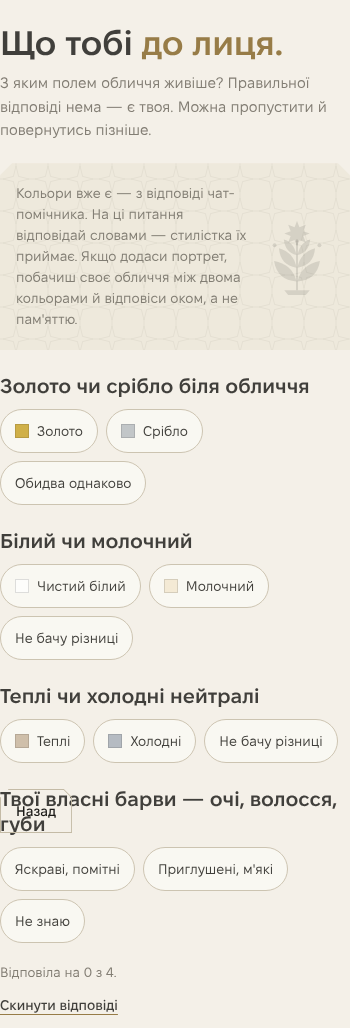 Що тобі до лиця.
З яким полем обличчя живіше? Правильної
відповіді нема — є твоя. Можна пропустити й
повернутись пізніше.
Кольори вже є — з відповіді чат-
помічника. На ці питання
відповідай словами — стилістка їх
приймає. Якщо додаси портрет,
побачиш своє обличчя між двома
кольорами й відповіси оком, а не
пам'яттю.
Золото чи срібло біля обличчя
Золото
Срібло
Обидва однаково
Білий чи молочний
Чистий білий
Молочний
Не бачу різниці
Теплі чи холодні нейтралі
Теплі
Холодні
Не бачу різниці
Твої власні барви — очі, волосся,
губи
Назад
Яскраві, помітні
Приглушені, м'які
Не знаю
Відповіла на 0 з 4.
Скинути відповіді